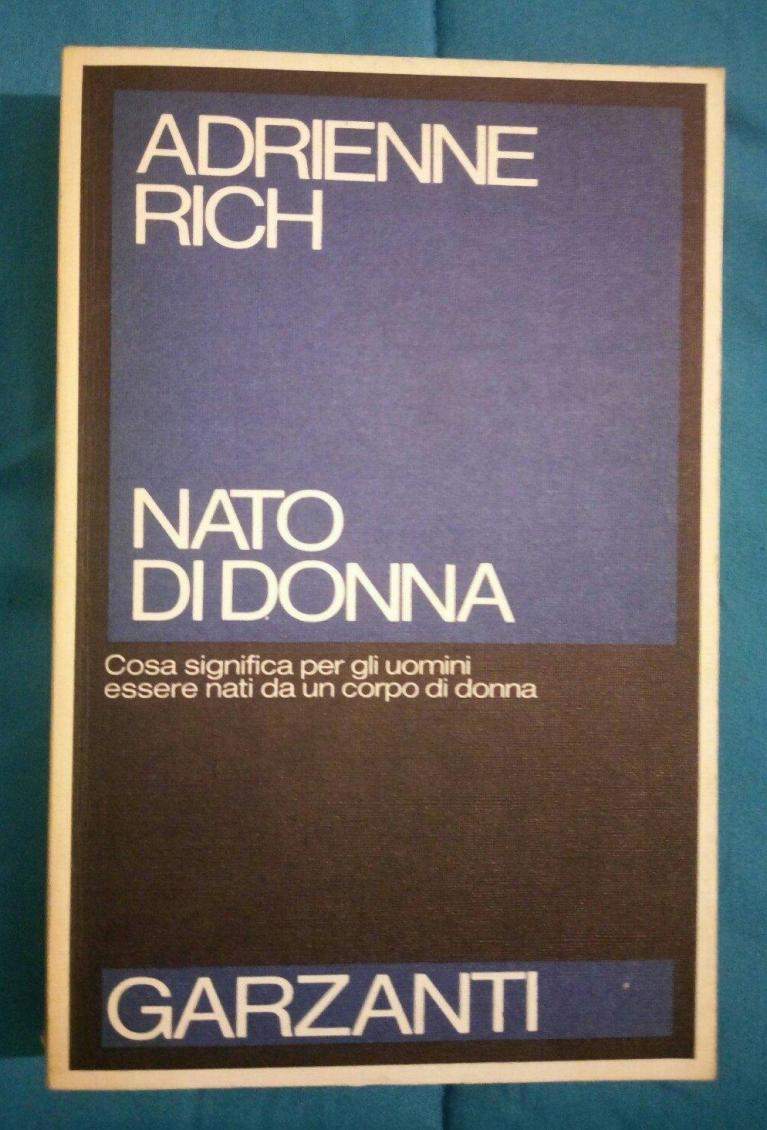 ADRIENNE
RICH
NATO
DI DONNA
Cosa significa per gli uomini
essere nati da un corpo di donna
GARZANTI